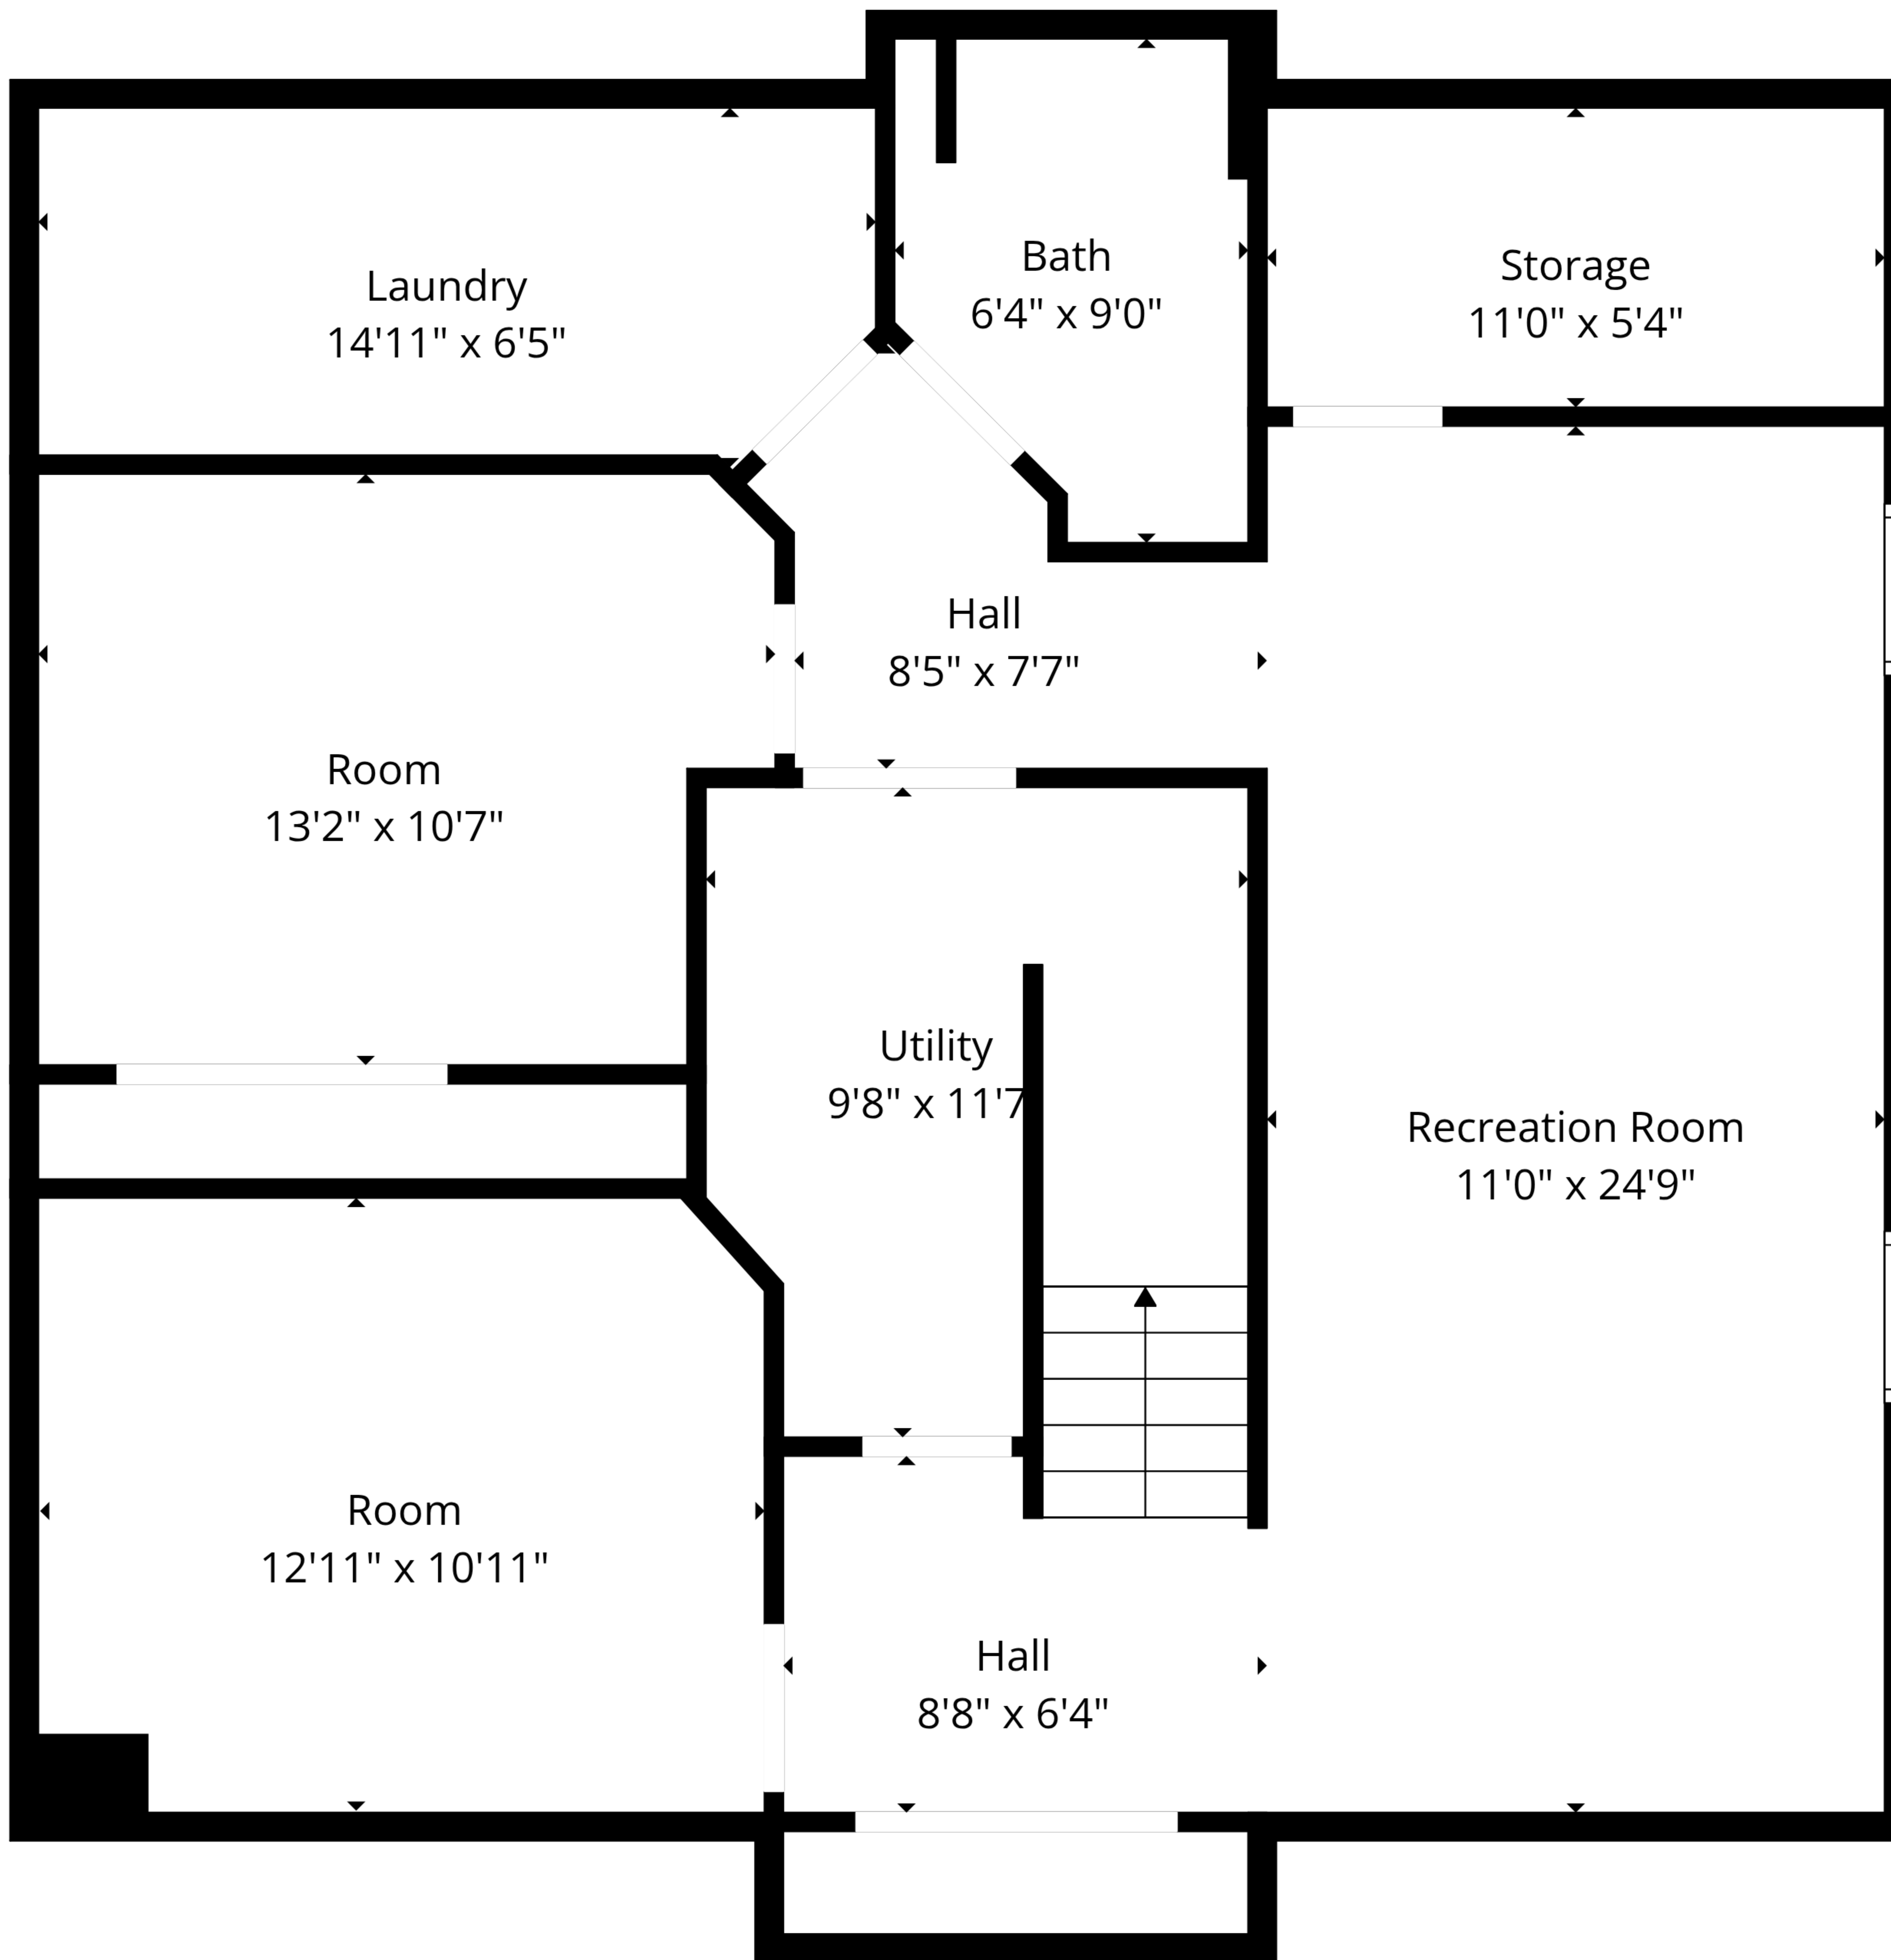 Bath
6'4" x 9'0"
Storage
11'0" x 5'4"
Laundry
14'11" x 6'5"
Hall
8'5" x 7'7"
Room
13'2" x 10'7"
Utility
9'8" x 11'7
Recreation Room
11'0" x 24'9"
Room
12'11" x 10'11"
Hall
8'8" x 6'4"